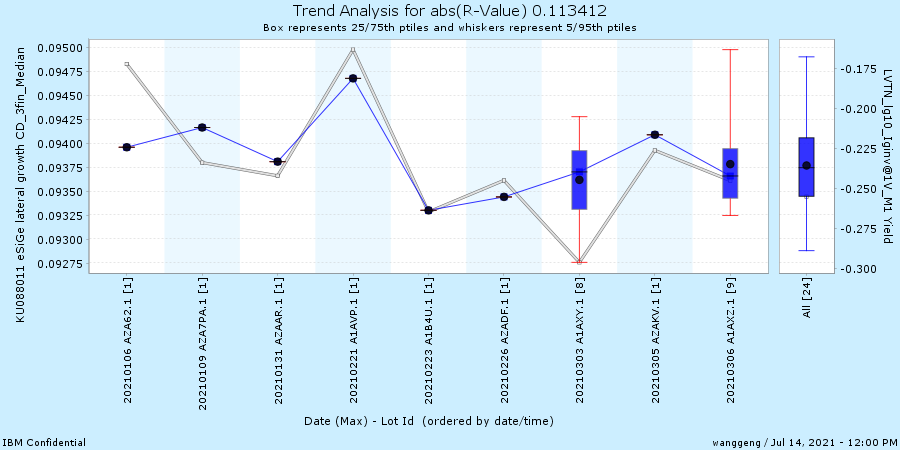 Trend Analysis for abs(R-Value) 0.113412
Box represents 25/75th ptiles and whiskers represent 5/95th ptiles
KU088011 eSiGe lateral growth CD_3fin_Median
0.09500
0.09475
0.09450
0.09425
0.09400
0.09375
0.09350
0.09325
0.09300
0.09275
-0.175
-0.200
-0.225
-0.250
-0.275
-0.300
LVTN_lg10_Iginv@1V_M1 Yield
20210106 AZA62.1 [1]
20210109 AZA7PA.1 [1]
20210131 AZAAR.1 [1]
20210221 A1AVP.1 [1]
20210223 A1B4U.1 [1]
20210226 AZADF.1 [1]
20210303 A1AXY.1 [8]
20210305 AZAKV.1 [1]
20210306 A1AXZ.1 [9]
All [24]
Date (Max) - Lot Id (ordered by date/time)
IBM Confidential
wanggeng / Jul 14, 2021 - 12:00 PM